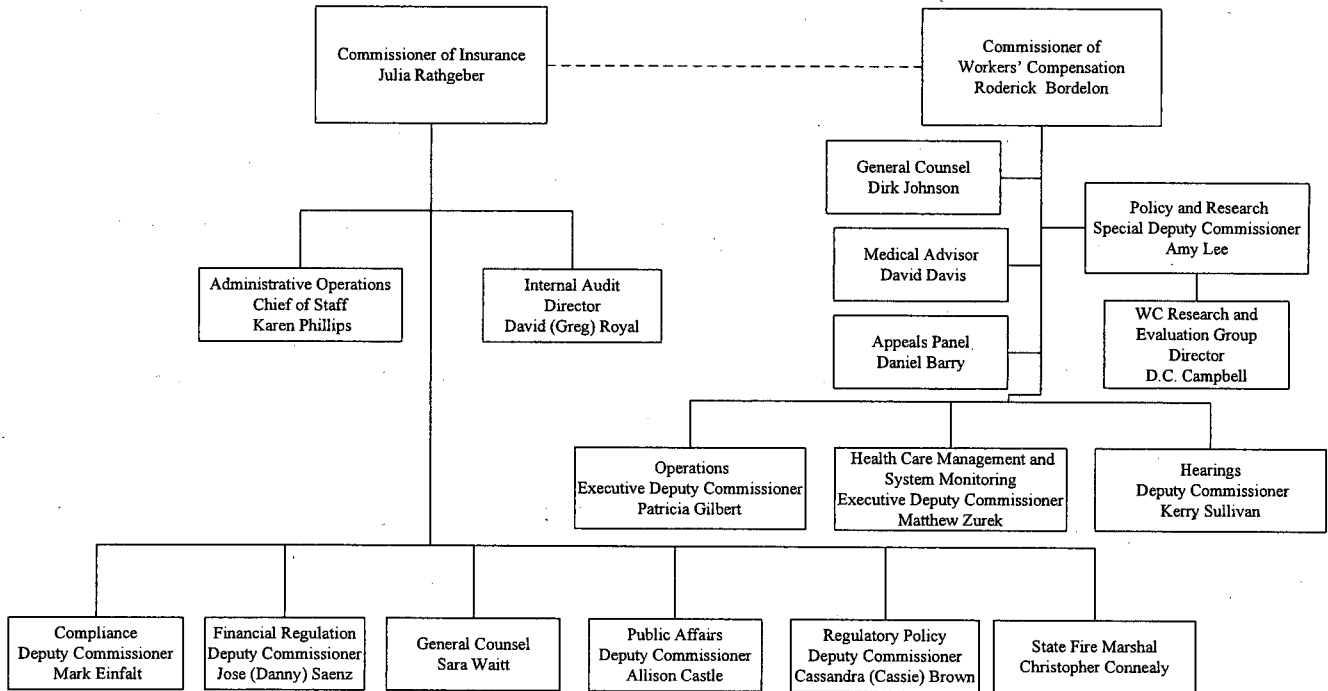 Commissioner of Insurance
Julia Rathgeber
Commissioner of
Workers' Compensation
Roderick Bordelon
General Counsel
Dirk Johnson
Policy and Research
Special Deputy Commissioner
Amy Lee
Medical Advisor
David Davis
Administrative Operations
Chief of Staff
Karen Phillips
Internal Audit
Director
David (Greg) Royal
Appeals Panel
Daniel Barry
WC Research and
Evaluation Group
Director
D.C. Campbell
Operations
Executive Deputy Commissioner
Patricia Gilbert
Health Care Management and
System Monitoring
Executive Deputy Commissioner
Matthew Zurek
Hearings
Deputy Commissioner
Kerry Sullivan
Compliance
Deputy Commissioner
Mark Einfalt
Financial Regulation
Deputy Commissioner
Jose (Danny) Saenz
General Counsel
Sara Waitt
Public Affairs
Deputy Commissioner
Allison Castle
Regulatory Policy
Deputy Commissioner
Cassandra (Cassie) Brown
State Fire Marshal
Christopher Connealy